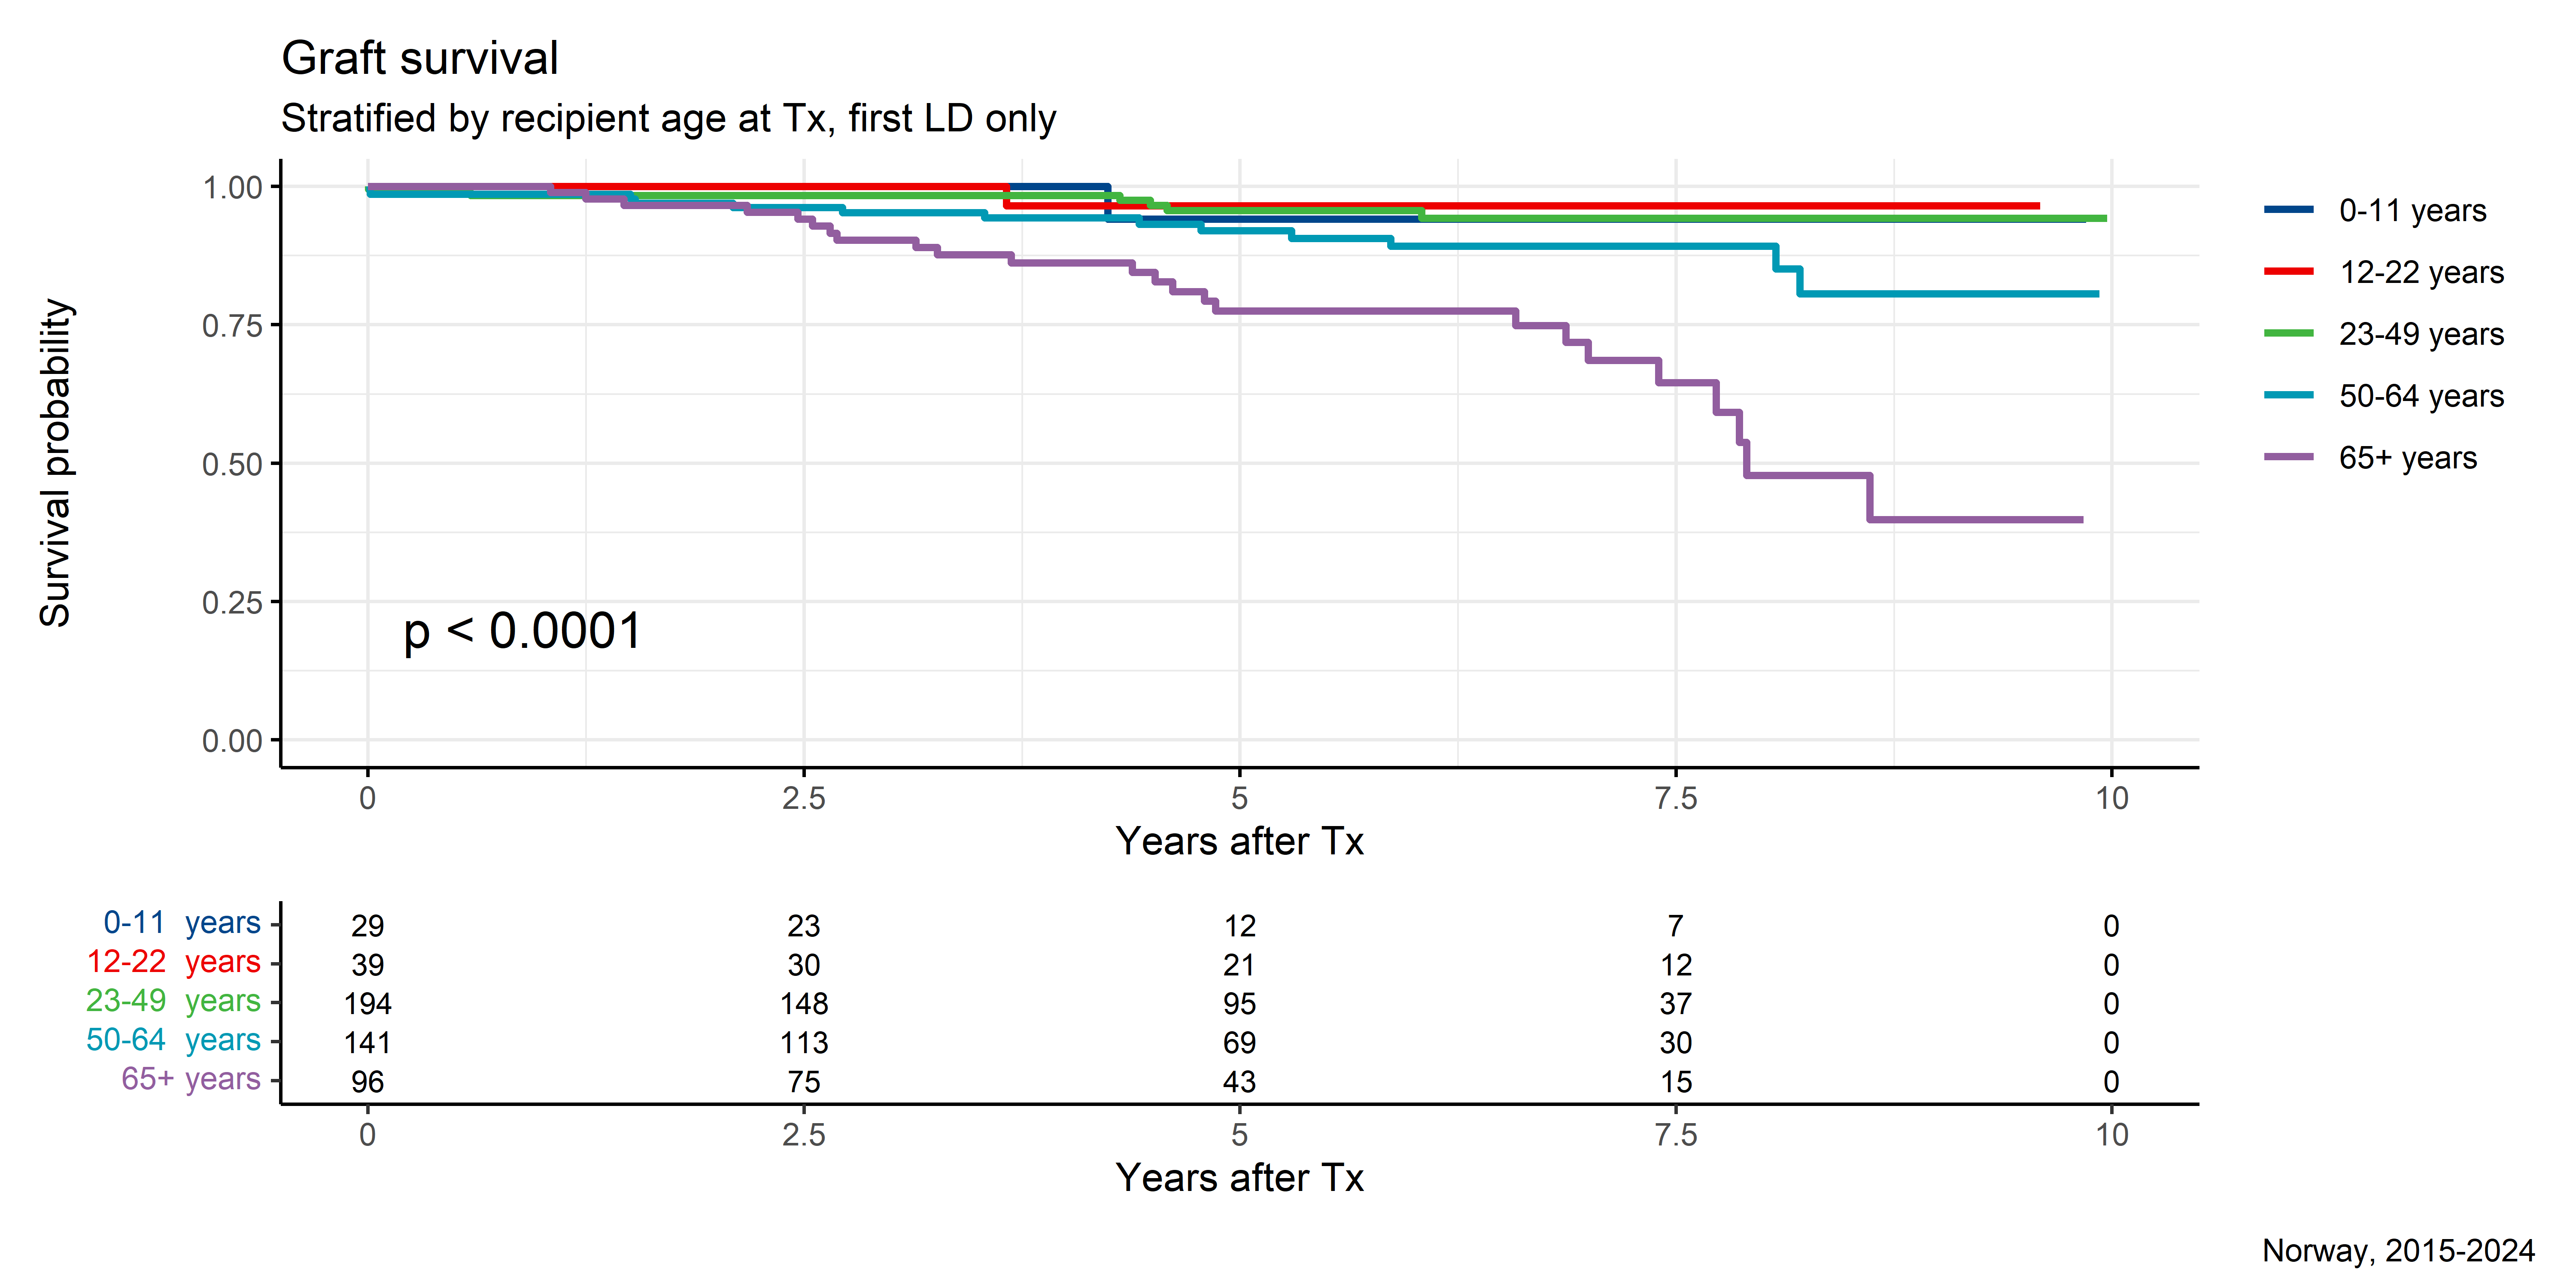 Graft survival
Stratified by recipient age at Tx, first LD only
Survival probability
1.00
0.75
0.50
0.25
0.00
p < 0.0001
0 2.5 5 7.5 10
Years after Tx
0-11 years
12-22 years
23-49 years
50-64 years
65+ years
0-11 years 29 23 12 7 0
12-22 years 39 30 21 12 0
23-49 years 194 148 95 37 0
50-64 years 141 113 69 30 0
65+ years 96 75 43 15 0
0 2.5 5 7.5 10
Years after Tx
Norway, 2015-2024